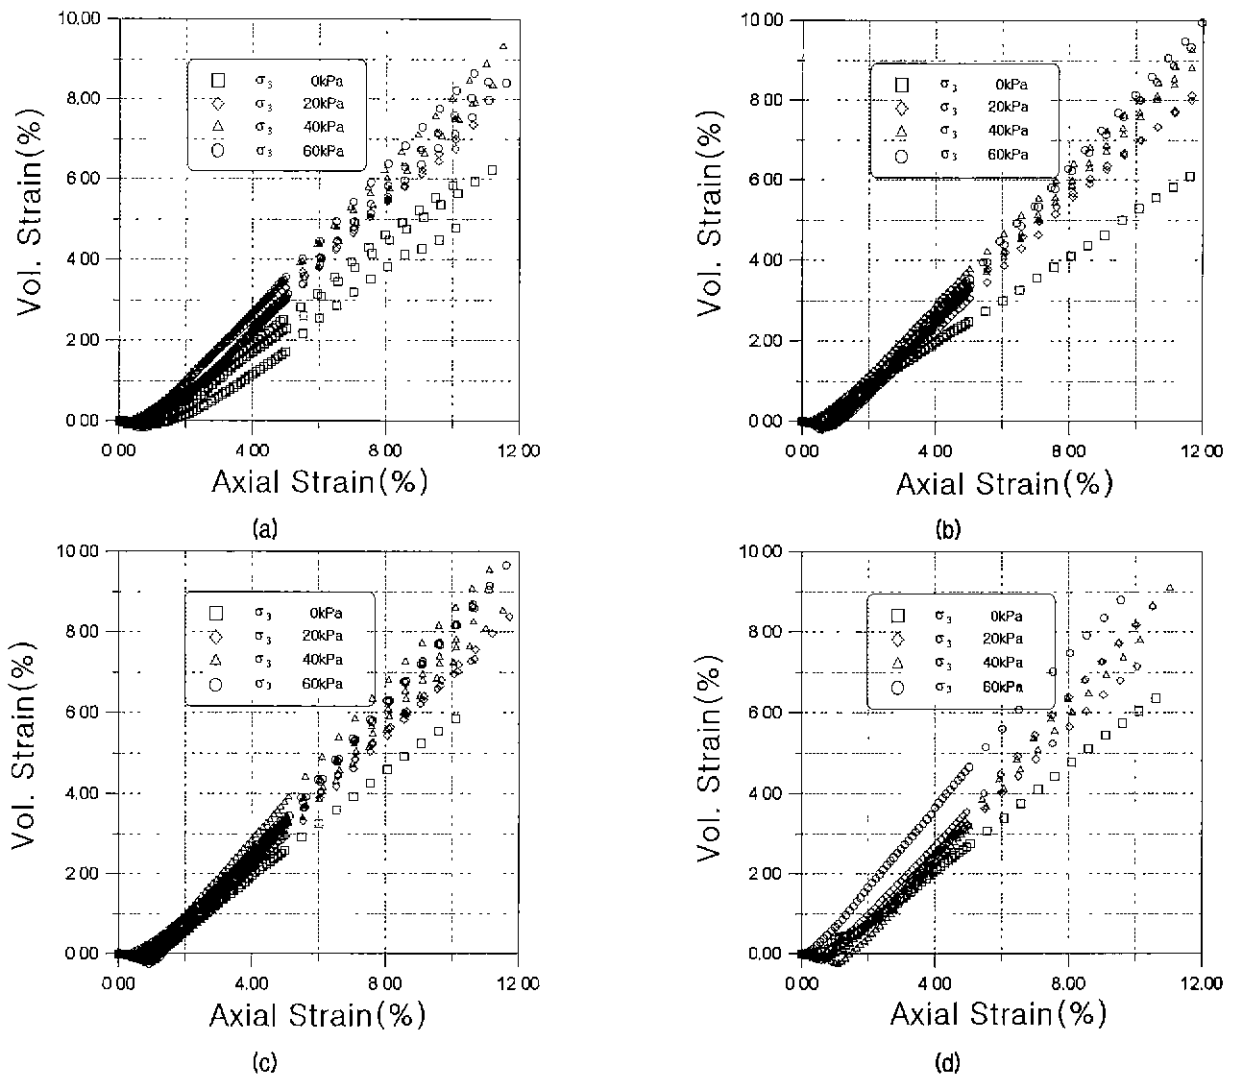 10.00
8.00
6.00
4.00
2.00
0.00
Vol. Strain(%)
□ σ3 0kPa
◇ σ3 20kPa
△ σ3 40kPa
○ σ3 60kPa
0 00 4 00 8 00 12 00
Axial Strain(%)
(a)
10 00
8 00
6 00
4 00
2 00
0 00
Vol. Strain(%)
□ σ3 0kPa
◇ σ3 20kPa
△ σ3 40kPa
○ σ3 60kPa
0 00 4 00 8 00 12 00
Axial Strain(%)
(b)
10 00
8 00
6 00
4 00
2 00
0 00
Vol. Strain(%)
□ σ3 0kPa
◇ σ3 20kPa
△ σ3 40kPa
○ σ3 60kPa
0 00 4 00 8 00 12 00
Axial Strain(%)
(c)
10 00
8 00
6 00
4 00
2 00
0 00
Vol. Strain(%)
□ σ3 0kPa
◇ σ3 20kPa
△ σ3 40kPa
○ σ3 60kPa
0 00 4 00 8 00 12 00
Axial Strain(%)
(d)